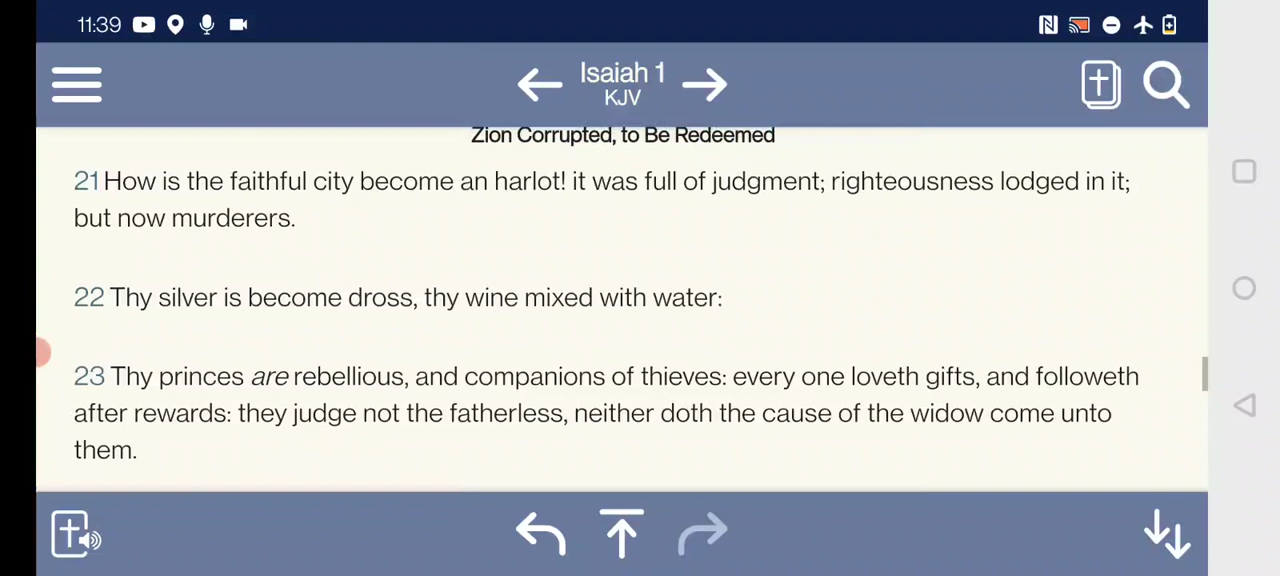 11:39
Isaiah 1
KJV
Zion Corrupted, to Be Redeemed
21 How is the faithful city become an harlot! it was full of judgment; righteousness lodged in it;
but now murderers.
22 Thy silver is become dross, thy wine mixed with water:
23 Thy princes are rebellious, and companions of thieves: every one loveth gifts, and followeth
after rewards: they judge not the fatherless, neither doth the cause of the widow come unto
them.